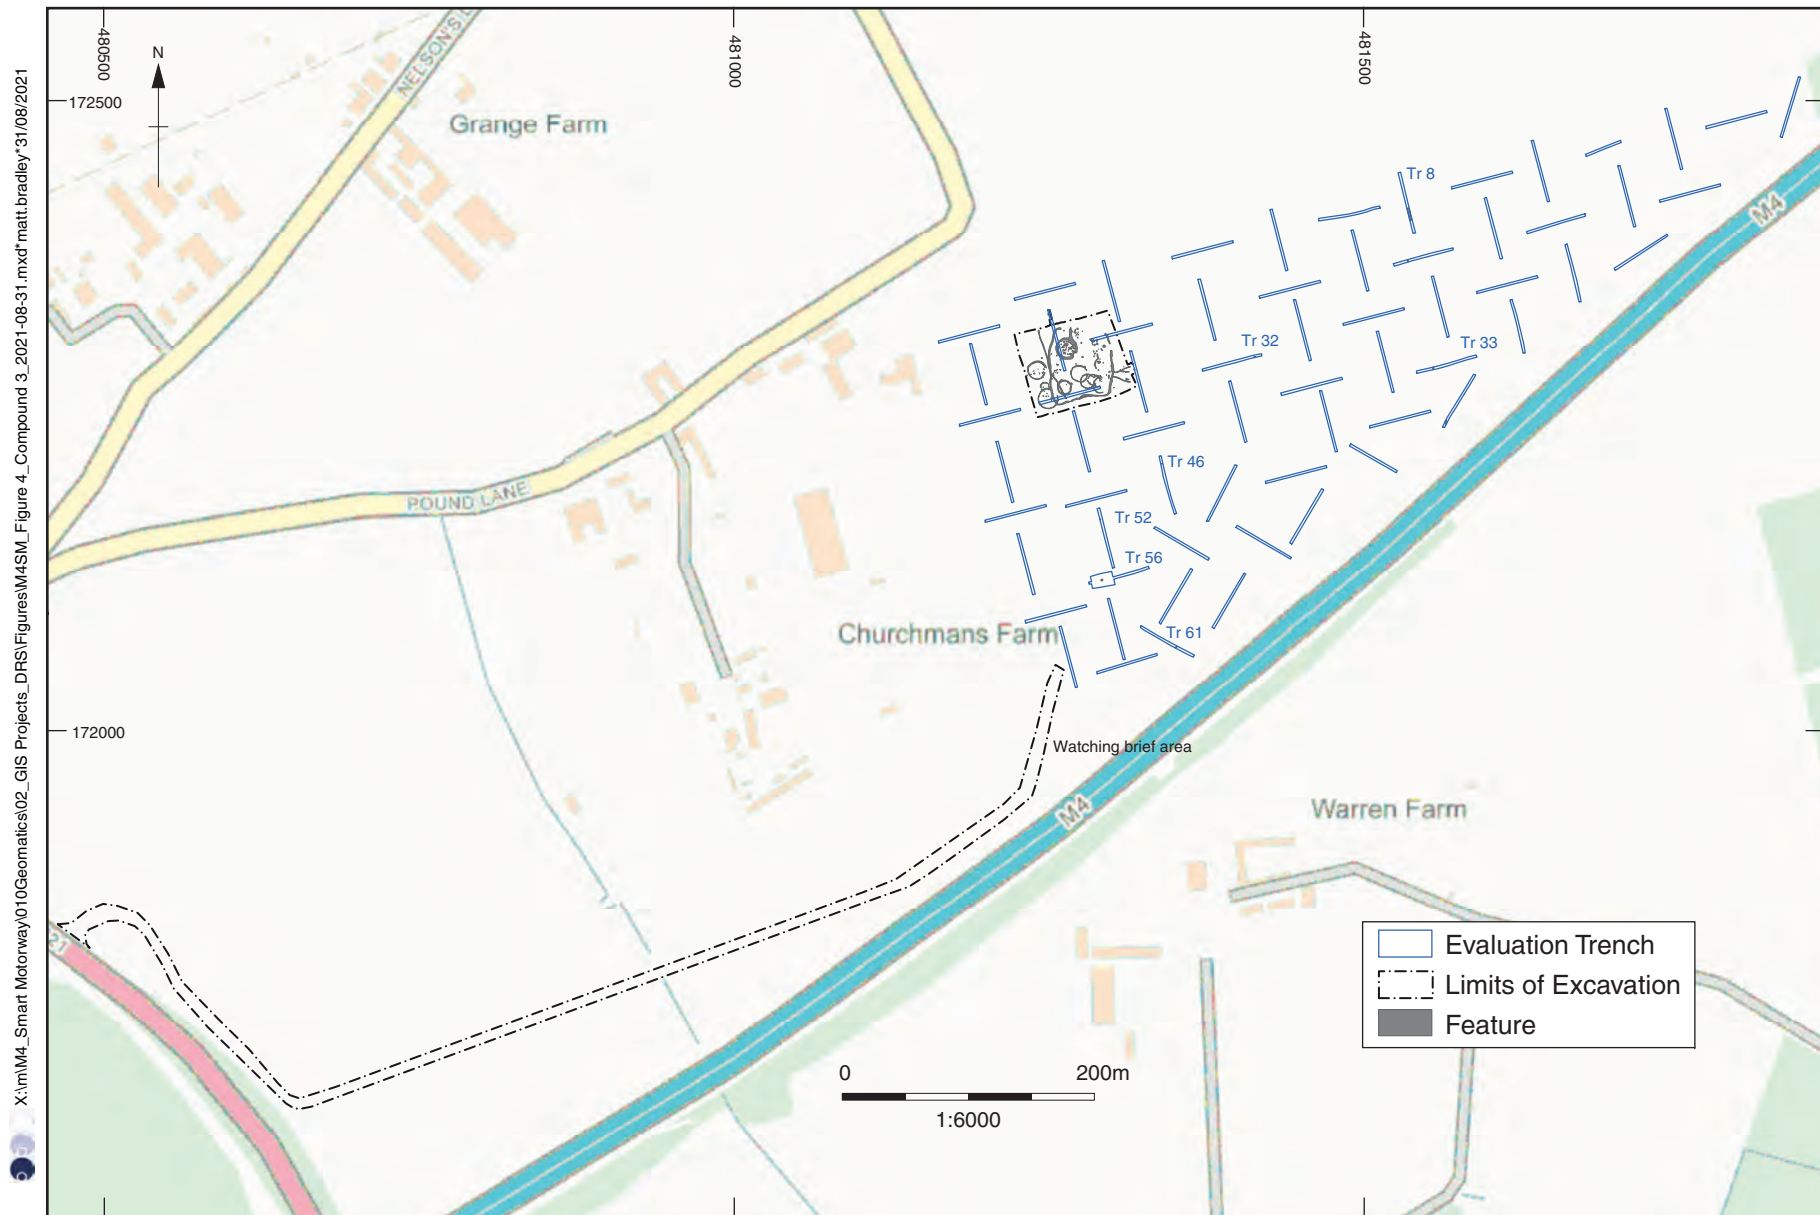 X:\m\M4_Smart Motorway\010Geomatics\02_GIS Projects_DRS\Figures\M4SM_Figure 4_Compound 3_2021-08-31.mxd*matt.bradley*31/08/2021
480500
481000
481500
N
172500
NELSON'S L
Grange Farm
M4
Tr 8
Tr 32
Tr 33
Tr 46
POUND LANE
Tr 52
Tr 56
Churchmans Farm
Tr 61
172000
Watching brief area
M4
Warren Farm
21
Evaluation Trench
Limits of Excavation
Feature
0 200m
1:6000